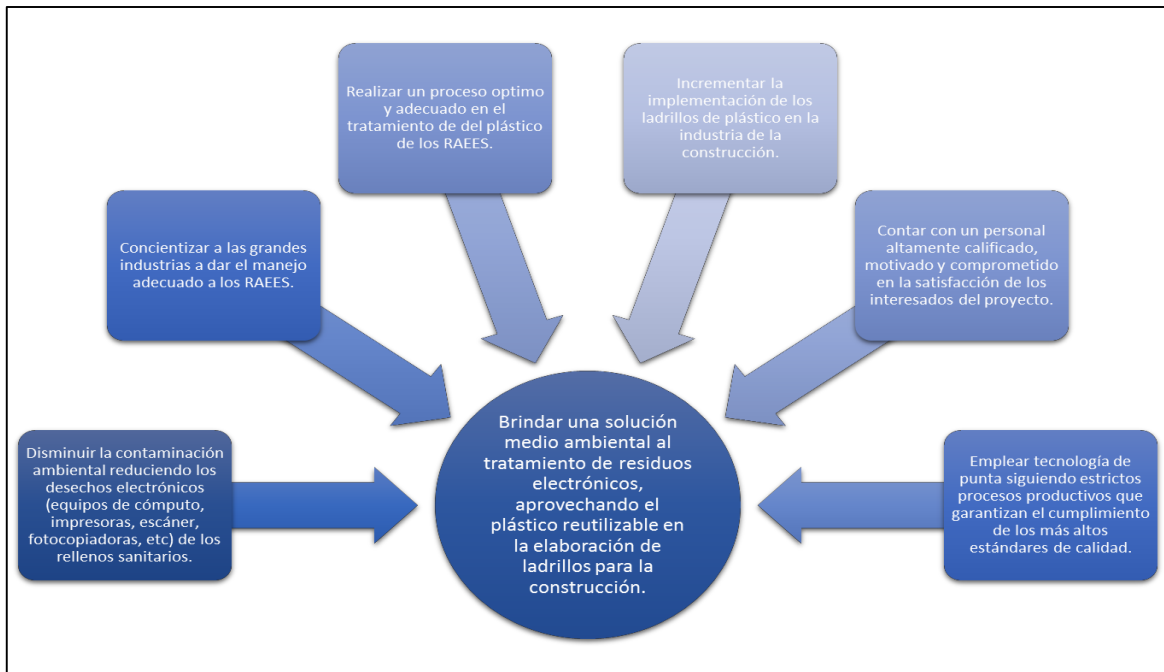 Realizar un proceso optimo
y adecuado en el
tratamiento de del plástico
de los RAEES.
Incrementar la
implementación de los
ladrillos de plástico en la
industria de la
construcción.
Concientizar a las grandes
industrias a dar el manejo
adecuado a los RAEES.
Contar con un personal
altamente calificado,
motivado y comprometido
en la satisfacción de los
interesados del proyecto.
Disminuir la contaminación
ambiental reduciendo los
desechos electrónicos
(equipos de cómputo,
impresoras, escáner,
fotocopiadoras, etc) de los
rellenos sanitarios.
Brindar una solución
medio ambiental al
tratamiento de residuos
electrónicos,
aprovechando el
plástico reutilizable en
la elaboración de
ladrillos para la
construcción.
Emplear tecnología de
punta siguiendo estrictos
procesos productivos que
garantizan el cumplimiento
de los más altos
estándares de calidad.